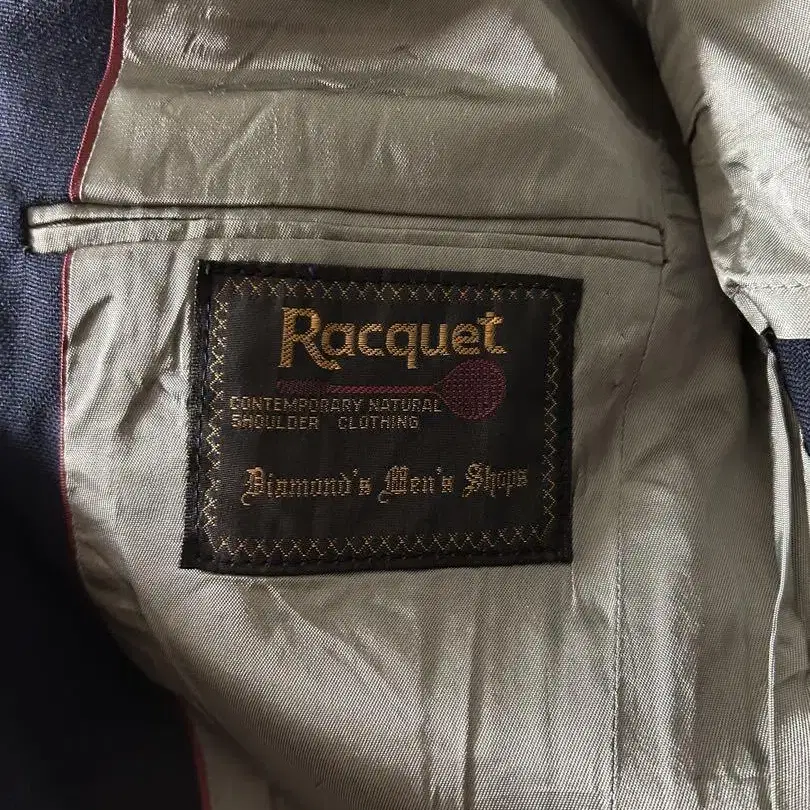 Racquet
CONTEMPORARY NATURAL
SHOULDER CLOTHING
Diamond's Men's Shops